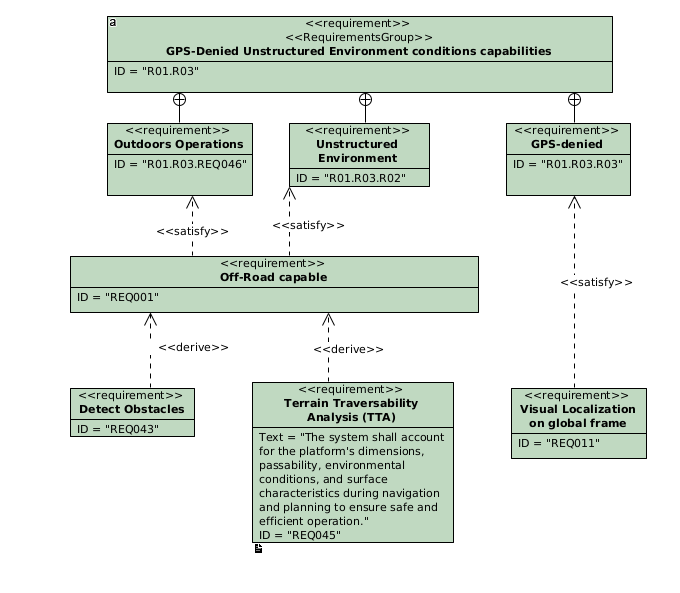 a
<<requirement>>
<<RequirementsGroup>>
GPS-Denied Unstructured Environment conditions capabilities
ID = "R01.R03"
<<requirement>>
Outdoors Operations
ID = "R01.R03.REQ046"
<<requirement>>
Unstructured
Environment
ID = "R01.R03.R02"
<<requirement>>
GPS-denied
ID = "R01.R03.R03"
<<satisfy>>
<<satisfy>>
<<satisfy>>
<<requirement>>
Off-Road capable
ID = "REQ001"
<<derive>>
<<derive>>
<<requirement>>
Detect Obstacles
ID = "REQ043"
<<requirement>>
Terrain Traversability
Analysis (TTA)
Text = "The system shall account
for the platform's dimensions,
passability, environmental
conditions, and surface
characteristics during navigation
and planning to ensure safe and
efficient operation."
ID = "REQ045"
<<requirement>>
Visual Localization
on global frame
ID = "REQ011"